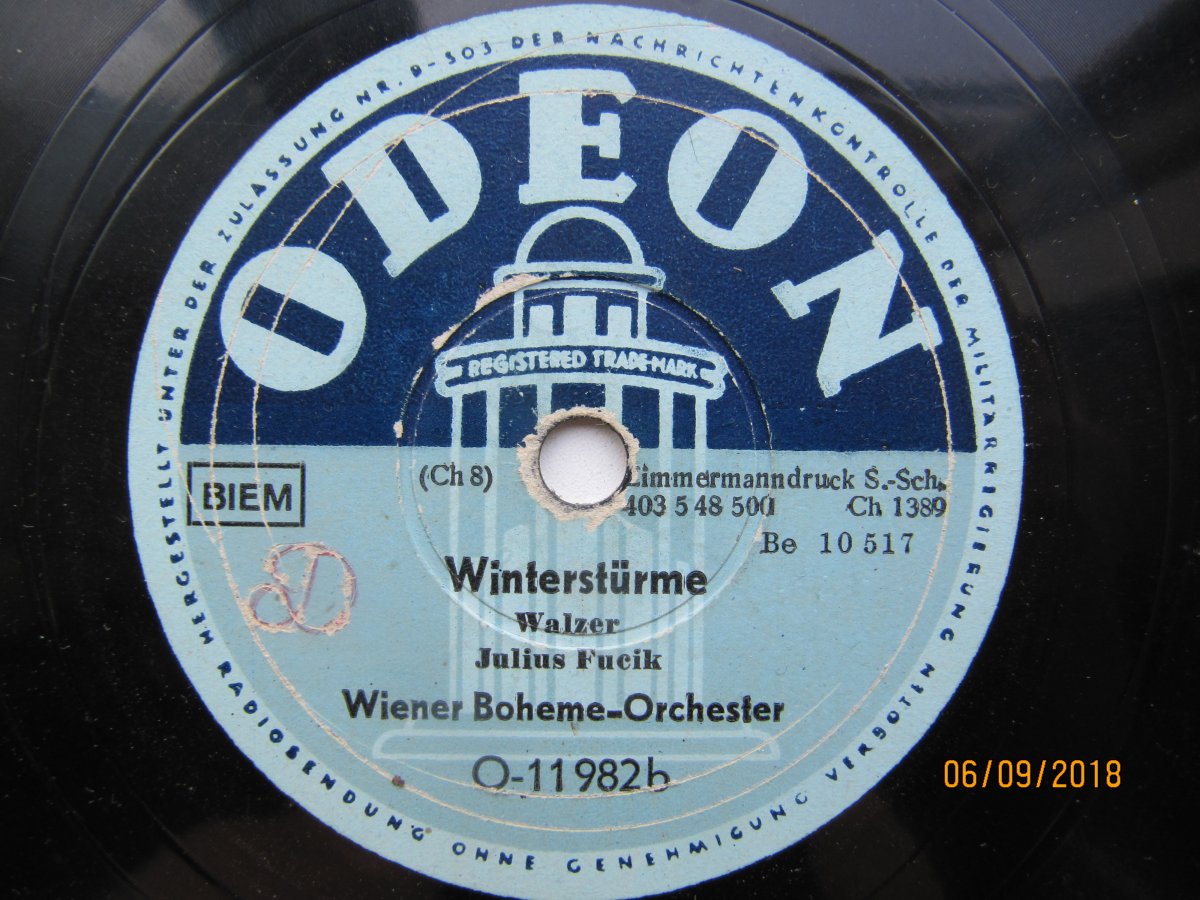 HERGESTELLT UNTER DER ZULASSUNG NR. B-503 DER NACHRICHTENKONTROLLE DER MILITÄRREGIERUNG
RADIOSENDUNG OHNE GENEHMIGUNG VERBOTEN
ODEON
REGISTERED TRADE-MARK
BIEM
(Ch 8)
Zimmermanndruck S.-Sch.
403 5 48 500 Ch 1389
Be 10 517
Winterstürme
Walzer
Julius Fucik
Wiener Boheme-Orchester
O-11982b
06/09/2018